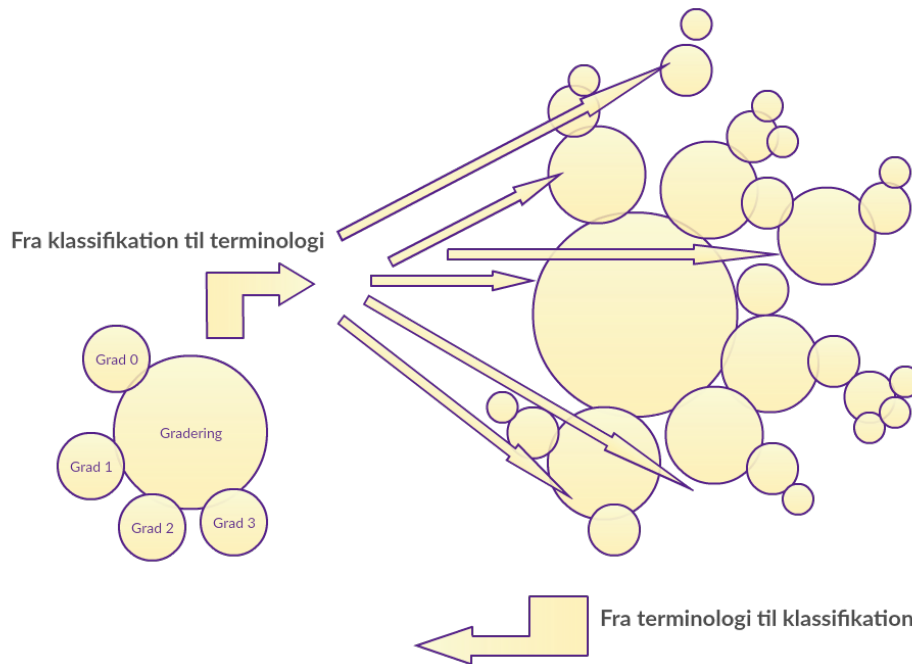 Fra klassifikation til terminologi
Grad 0
Gradering
Grad 1
Grad 2
Grad 3
Fra terminologi til klassifikation